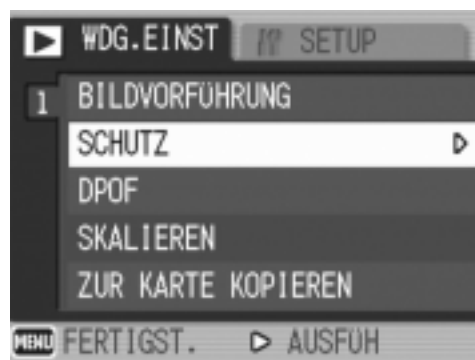 WDG.EINST SETUP
1 BILDVORFÜHRUNG
SCHUTZ
DPOF
SKALIEREN
ZUR KARTE KOPIEREN
MENU FERTIGST. AUSFÜH